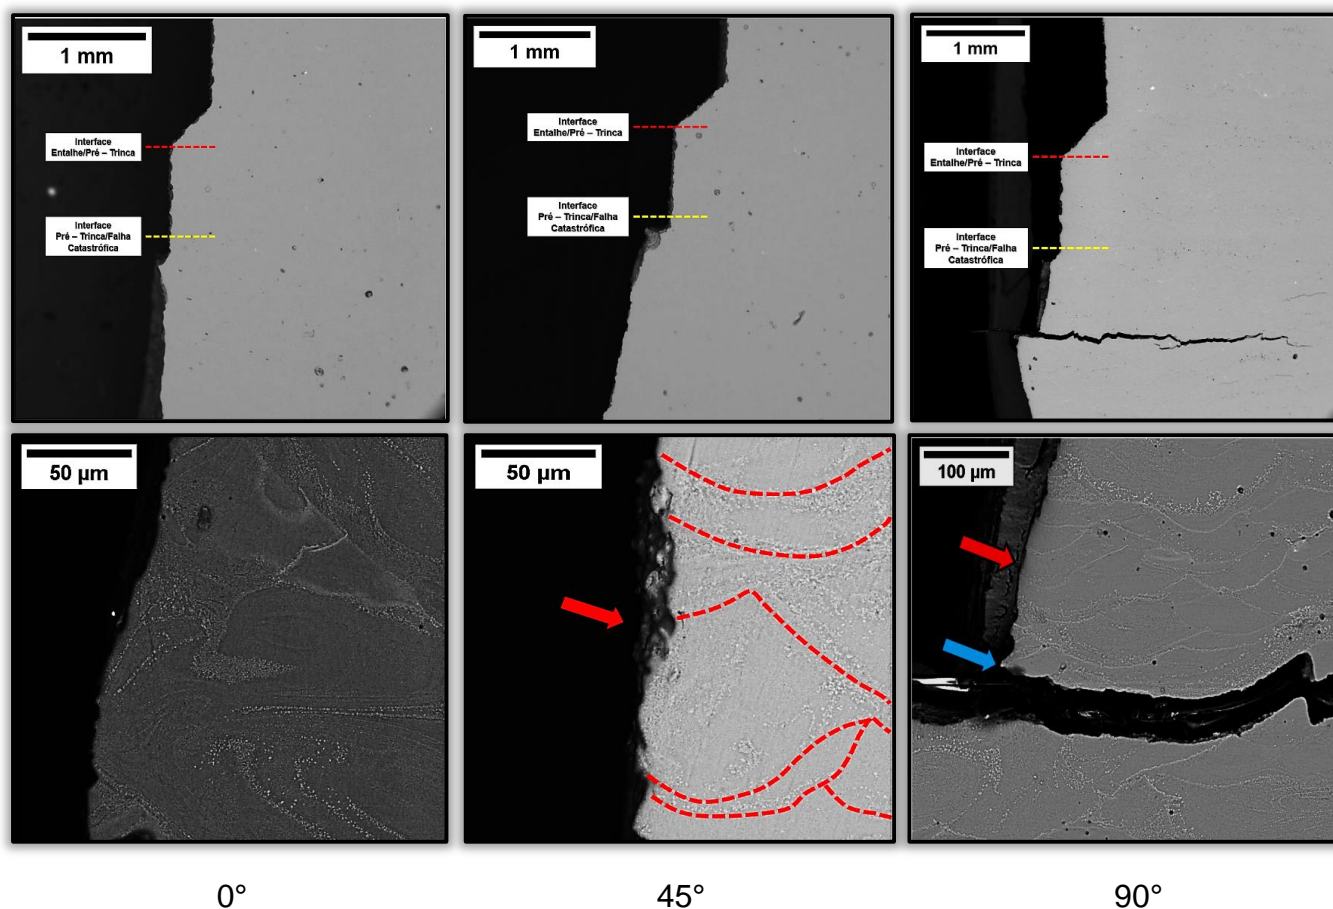 1 mm
Interface
Entalhe/Pré – Trinca
Interface
Pré – Trinca/Falha
Catastrófica
1 mm
Interface
Entalhe/Pré – Trinca
Interface
Pré – Trinca/Falha
Catastrófica
1 mm
Interface
Entalhe/Pré – Trinca
Interface
Pré – Trinca/Falha
Catastrófica
50 µm
50 µm
100 µm
0°
45°
90°